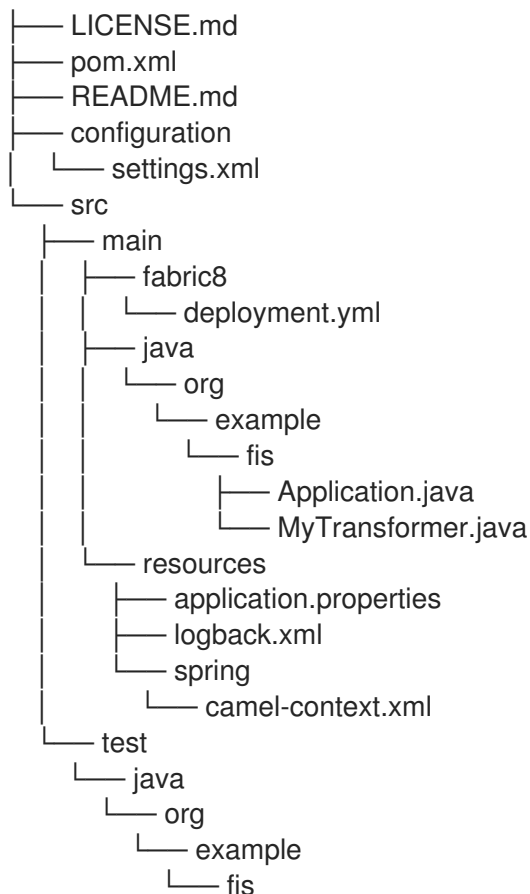 ├── LICENSE.md
├── pom.xml
├── README.md
├── configuration
│   └── settings.xml
└── src
    ├── main
    │   ├── fabric8
    │   │   └── deployment.yml
    │   ├── java
    │   │   └── org
    │   │       └── example
    │   │           └── fis
    │   │               ├── Application.java
    │   │               └── MyTransformer.java
    │   └── resources
    │       ├── application.properties
    │       ├── logback.xml
    │       └── spring
    │           └── camel-context.xml
    └── test
        └── java
            └── org
                └── example
                    └── fis